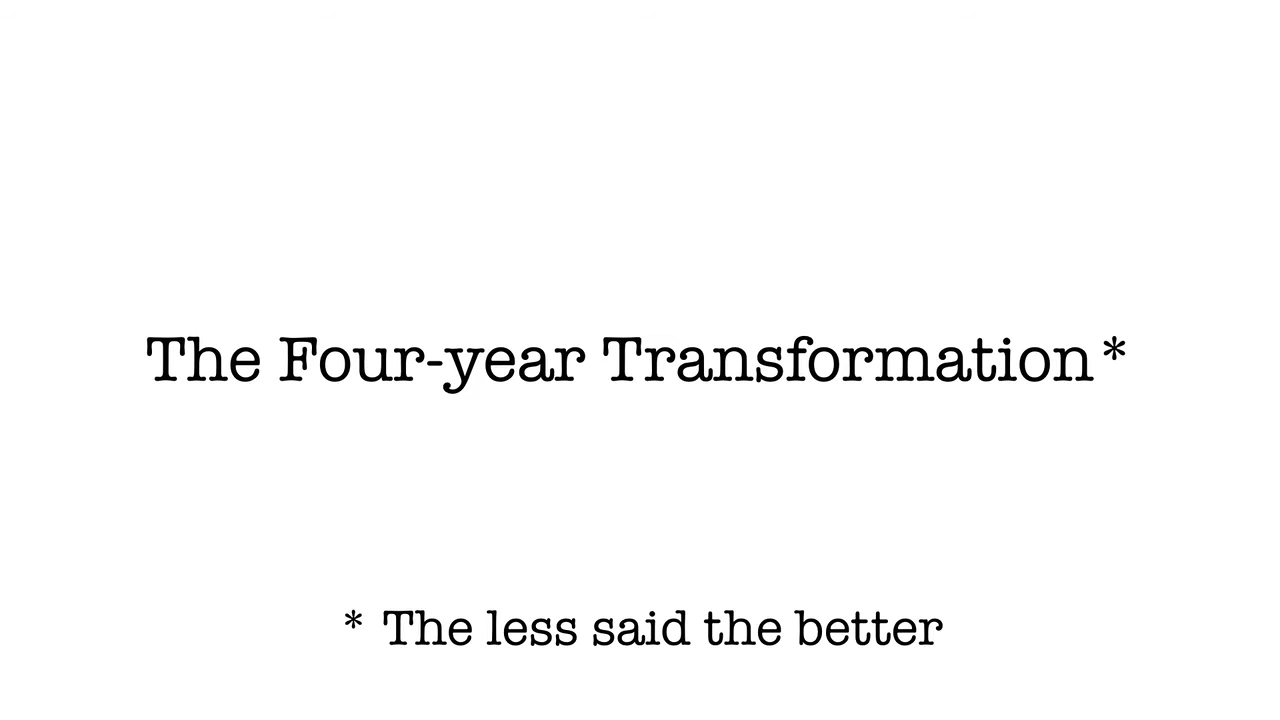 The Four-year Transformation*
* The less said the better